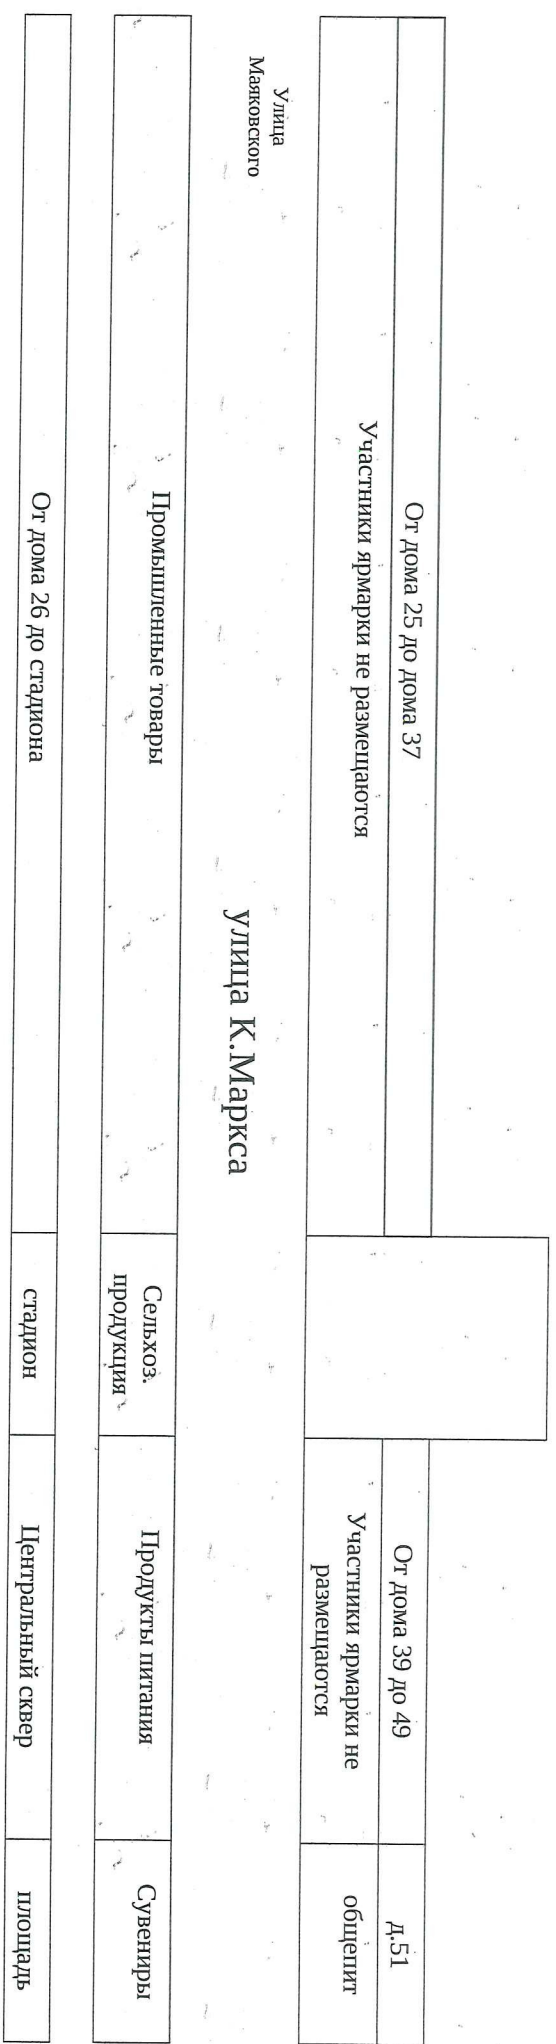 От дома 25 до дома 37
От дома 39 до 49
д.51
Участники ярмарки не размещаются
Участники ярмарки не
размещаются
общепит
Улица
Маяковского
улица К.Маркса
Промышленные товары
Сельхоз.
продукция
Продукты питания
Сувениры
От дома 26 до стадиона
стадион
Центральный сквер
площадь